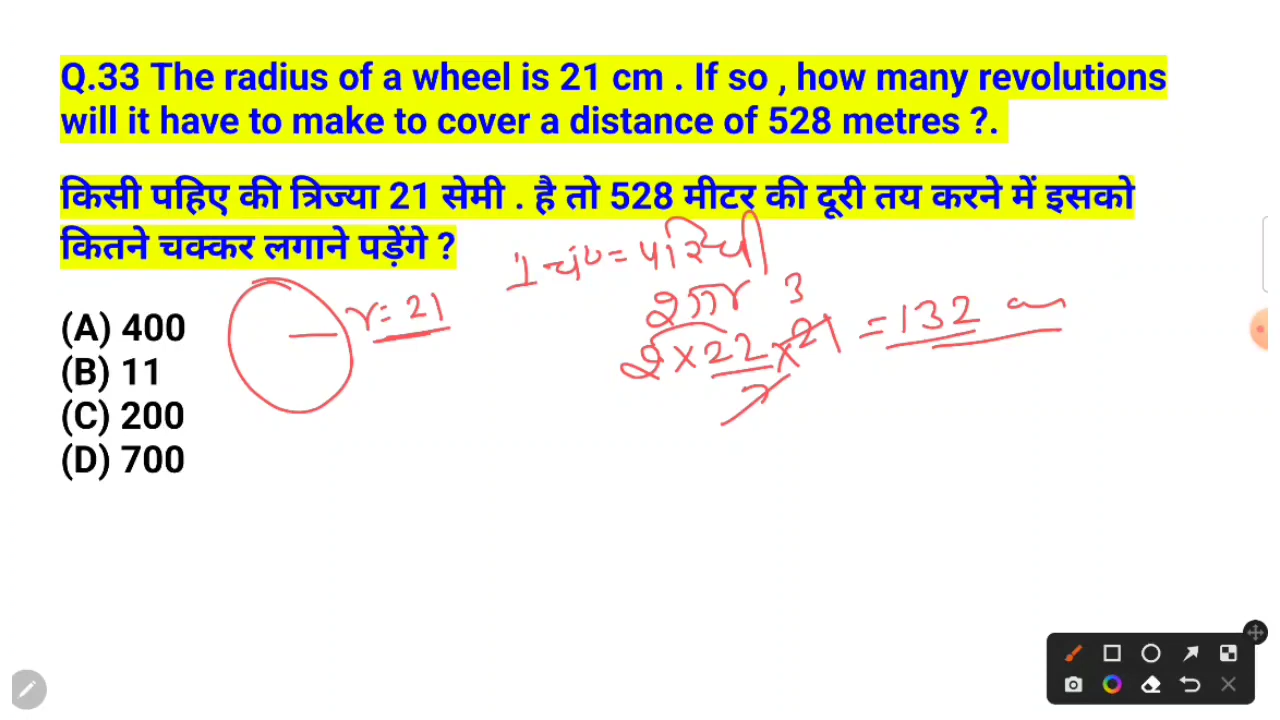 Q.33 The radius of a wheel is 21 cm . If so , how many revolutions
will it have to make to cover a distance of 528 metres ?.
किसी पहिए की त्रिज्या 21 सेमी . है तो 528 मीटर की दूरी तय करने में इसको
कितने चक्कर लगाने पड़ेंगे ?
1 च० = परिधी
2πr
r = 21
3
2 × 22 × 21 = 132 cm
7
(A) 400
(B) 11
(C) 200
(D) 700